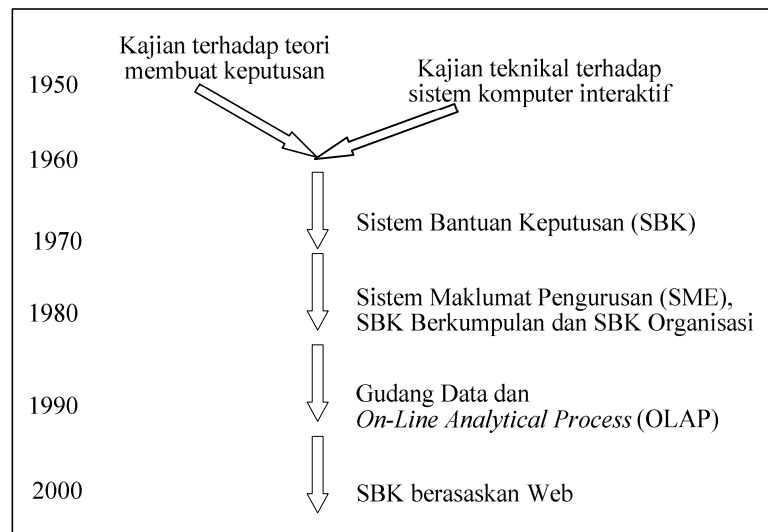 Kajian terhadap teori
membuat keputusan
Kajian teknikal terhadap
sistem komputer interaktif
1950
1960
Sistem Bantuan Keputusan (SBK)
1970
Sistem Maklumat Pengurusan (SME),
SBK Berkumpulan dan SBK Organisasi
1980
Gudang Data dan
On-Line Analytical Process (OLAP)
1990
SBK berasaskan Web
2000